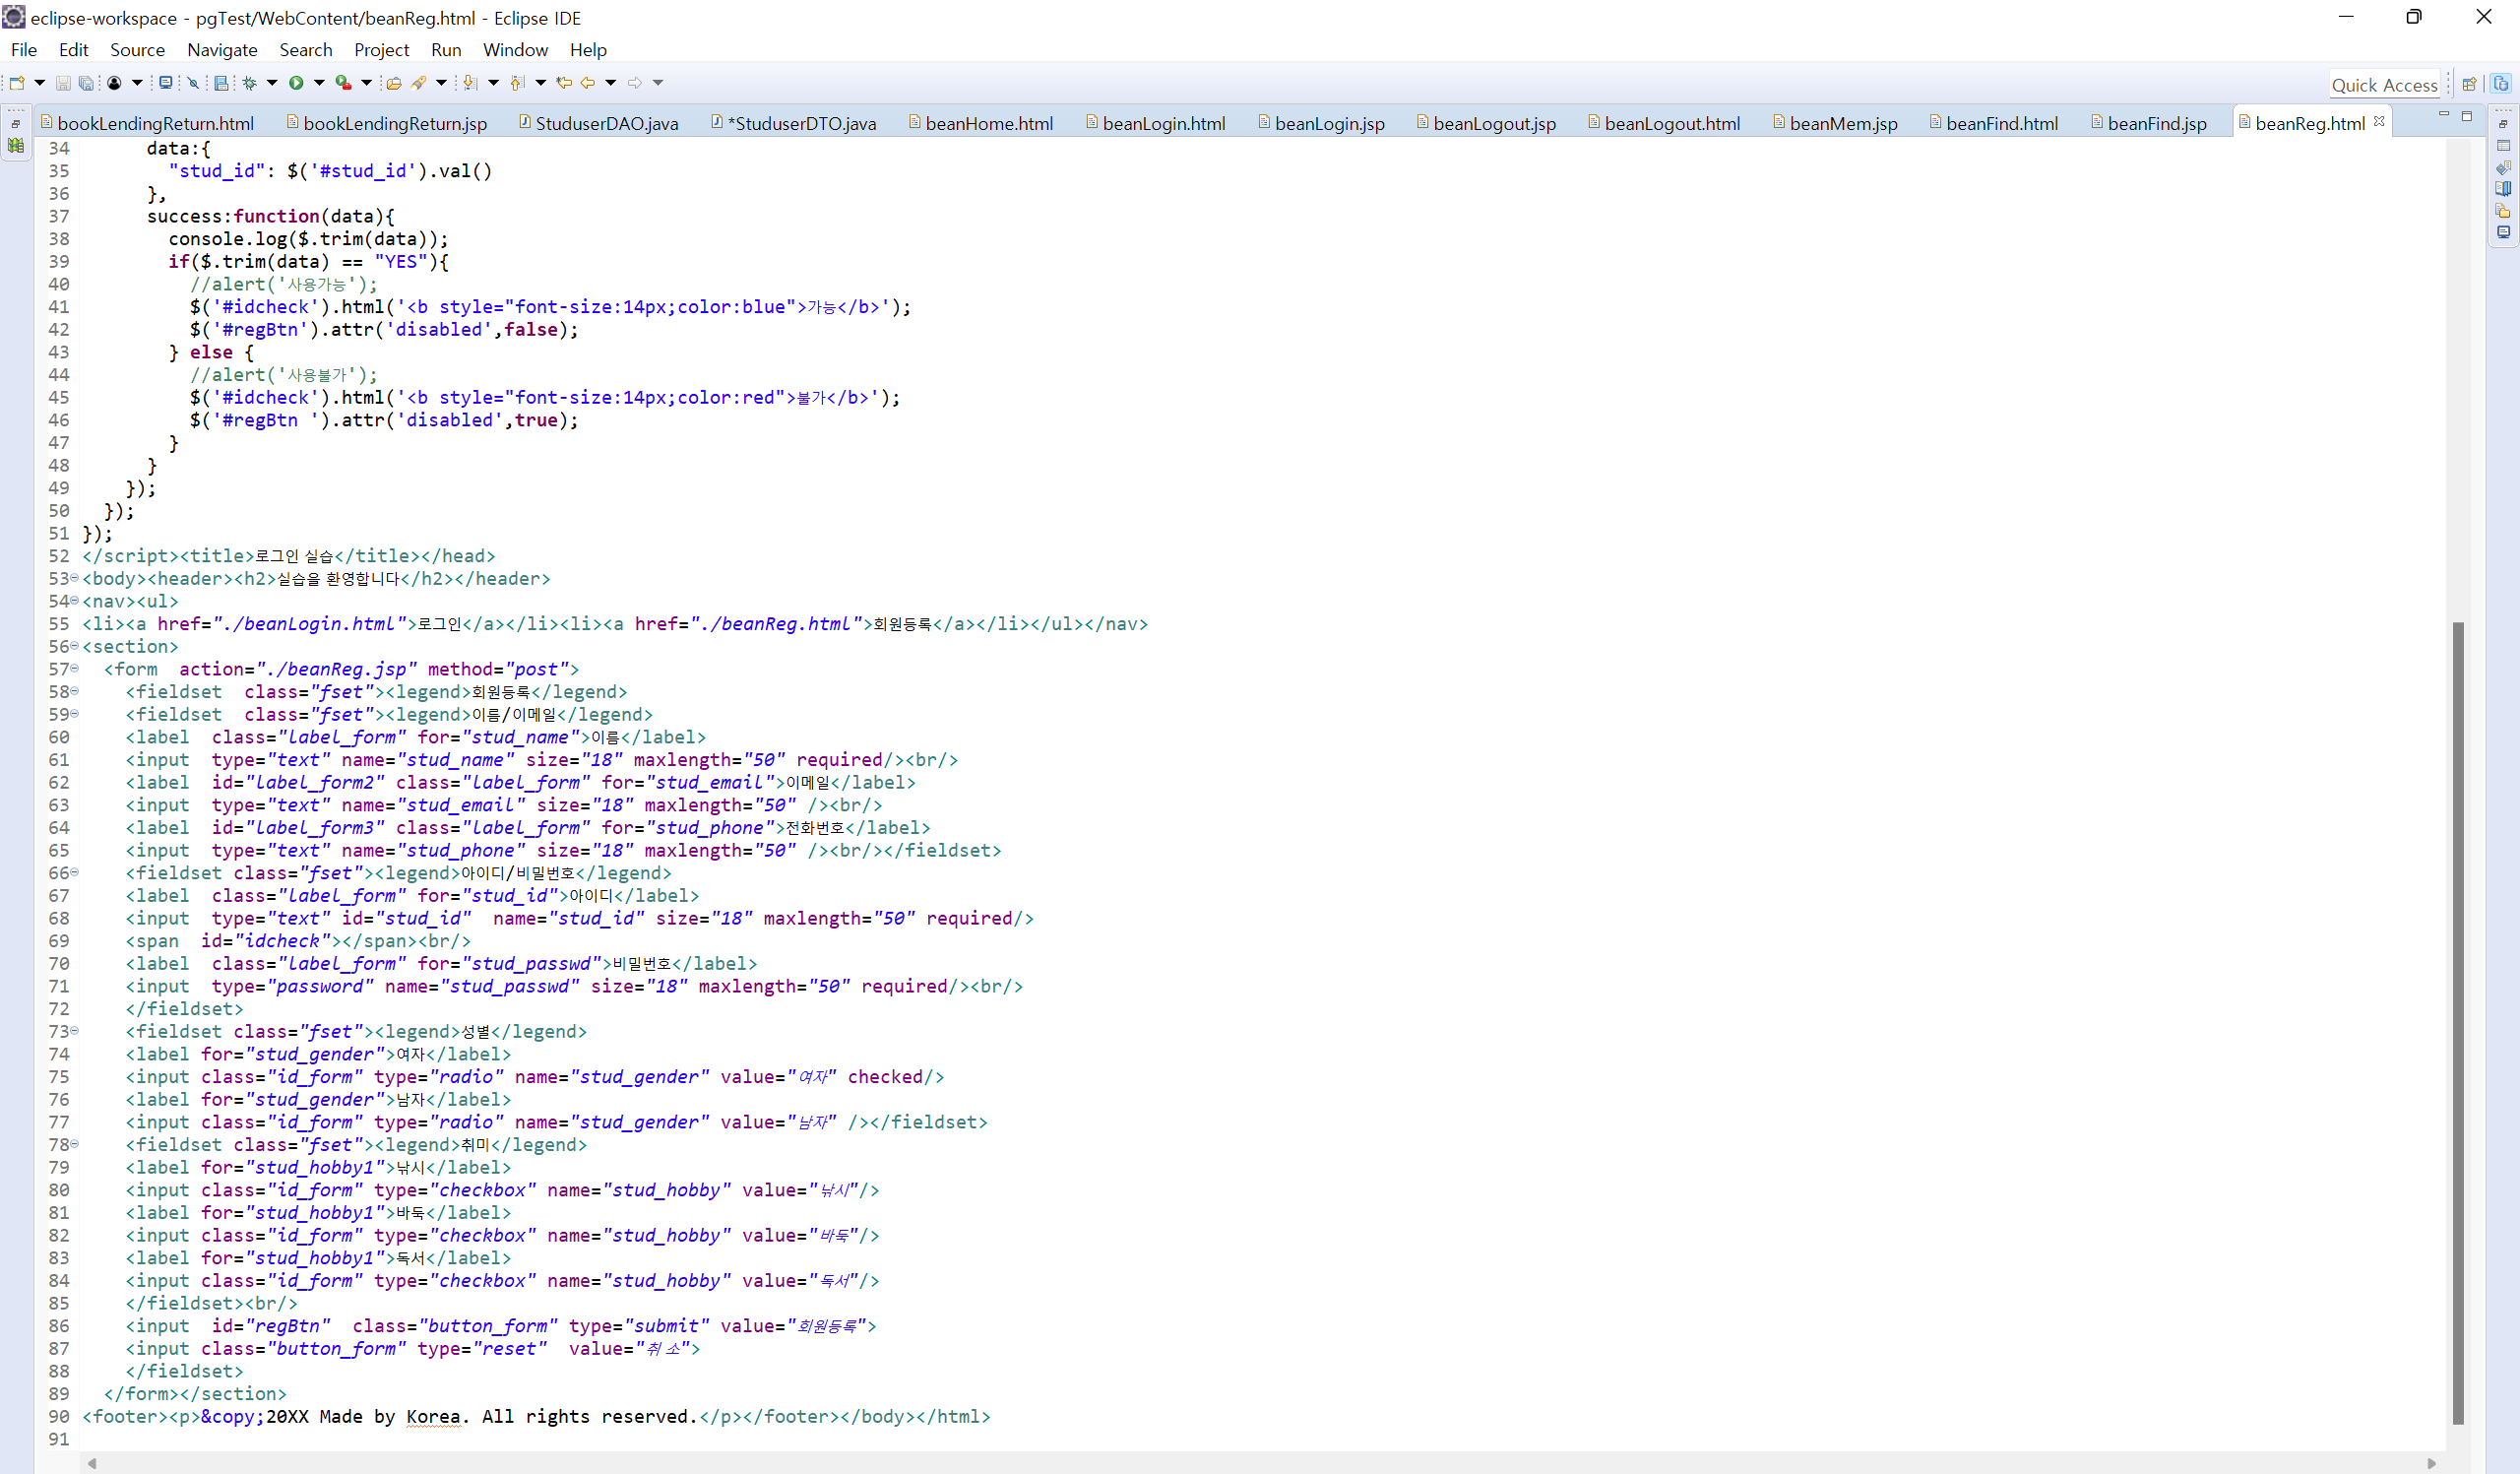 eclipse-workspace - pgTest/WebContent/beanReg.html - Eclipse IDE
File Edit Source Navigate Search Project Run Window Help
Quick Access
bookLendingReturn.html bookLendingReturn.jsp StuduserDAO.java *StuduserDTO.java beanHome.html beanLogin.html beanLogin.jsp beanLogout.jsp beanLogout.html beanMem.jsp beanFind.html beanFind.jsp beanReg.html
34       data:{
35         "stud_id": $('#stud_id').val()
36       },
37       success:function(data){
38         console.log($.trim(data));
39         if($.trim(data) == "YES"){
40           //alert('사용가능');
41           $('#idcheck').html('<b style="font-size:14px;color:blue">가능</b>');
42           $('#regBtn').attr('disabled',false);
43         } else {
44           //alert('사용불가');
45           $('#idcheck').html('<b style="font-size:14px;color:red">불가</b>');
46           $('#regBtn ').attr('disabled',true);
47         }
48       }
49     });
50   });
51 });
52 </script><title>로그인 실습</title></head>
53 <body><header><h2>실습을 환영합니다</h2></header>
54 <nav><ul>
55 <li><a href="./beanLogin.html">로그인</a></li><li><a href="./beanReg.html">회원등록</a></li></ul></nav>
56 <section>
57   <form  action="./beanReg.jsp" method="post">
58     <fieldset  class="fset"><legend>회원등록</legend>
59     <fieldset  class="fset"><legend>이름/이메일</legend>
60     <label  class="label_form" for="stud_name">이름</label>
61     <input  type="text" name="stud_name" size="18" maxlength="50" required/><br/>
62     <label  id="label_form2" class="label_form" for="stud_email">이메일</label>
63     <input  type="text" name="stud_email" size="18" maxlength="50" /><br/>
64     <label  id="label_form3" class="label_form" for="stud_phone">전화번호</label>
65     <input  type="text" name="stud_phone" size="18" maxlength="50" /><br/></fieldset>
66     <fieldset class="fset"><legend>아이디/비밀번호</legend>
67     <label  class="label_form" for="stud_id">아이디</label>
68     <input  type="text" id="stud_id"  name="stud_id" size="18" maxlength="50" required/>
69     <span  id="idcheck"></span><br/>
70     <label  class="label_form" for="stud_passwd">비밀번호</label>
71     <input  type="password" name="stud_passwd" size="18" maxlength="50" required/><br/>
72     </fieldset>
73     <fieldset class="fset"><legend>성별</legend>
74     <label for="stud_gender">여자</label>
75     <input class="id_form" type="radio" name="stud_gender" value="여자" checked/>
76     <label for="stud_gender">남자</label>
77     <input class="id_form" type="radio" name="stud_gender" value="남자" /></fieldset>
78     <fieldset class="fset"><legend>취미</legend>
79     <label for="stud_hobby1">낚시</label>
80     <input class="id_form" type="checkbox" name="stud_hobby" value="낚시"/>
81     <label for="stud_hobby1">바둑</label>
82     <input class="id_form" type="checkbox" name="stud_hobby" value="바둑"/>
83     <label for="stud_hobby1">독서</label>
84     <input class="id_form" type="checkbox" name="stud_hobby" value="독서"/>
85     </fieldset><br/>
86     <input  id="regBtn"  class="button_form" type="submit" value="회원등록">
87     <input class="button_form" type="reset"  value="취 소">
88     </fieldset>
89   </form></section>
90 <footer><p>&copy;20XX Made by Korea. All rights reserved.</p></footer></body></html>
91